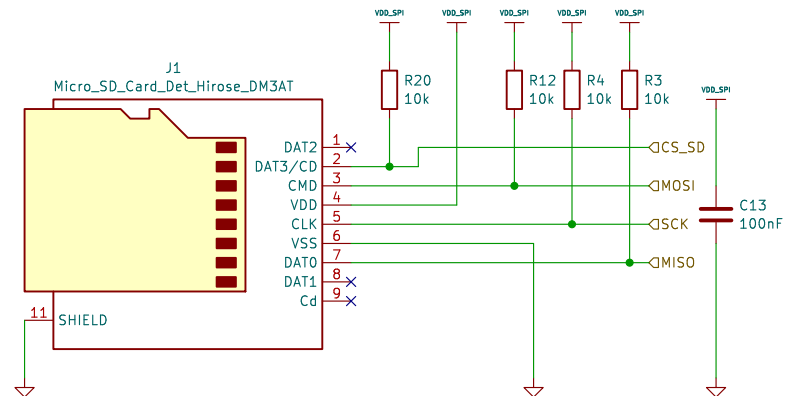 VDD_SPI
VDD_SPI
VDD_SPI
VDD_SPI
VDD_SPI
J1
Micro_SD_Card_Det_Hirose_DM3AT
R20
10k
R12
10k
R4
10k
R3
10k
VDD_SPI
DAT2 1
CS_SD
DAT3/CD 2
CMD 3
MOSI
VDD 4
C13
100nF
CLK 5
SCK
VSS 6
DAT0 7
MISO
DAT1 8
Cd 9
11 SHIELD